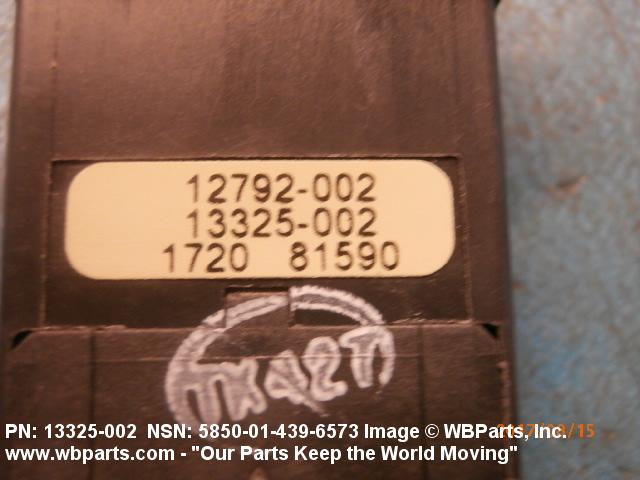 12792-002
13325-002
1720 81590
TK42T
PN: 13325-002 NSN: 5850-01-439-6573 Image © WBParts, Inc.
www.wbparts.com - "Our Parts Keep the World Moving"